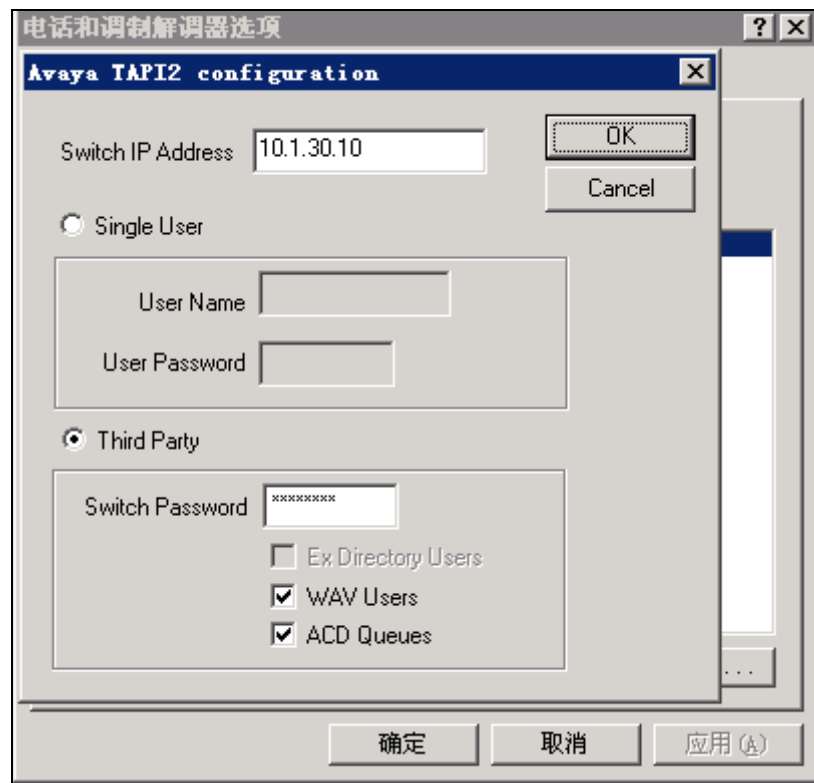 电话和调制解调器选项
Avaya TAPI2 configuration
Switch IP Address 10.1.30.10
OK
Cancel
Single User
User Name
User Password
Third Party
Switch Password ********
Ex Directory Users
WAV Users
ACD Queues
...
确定 取消 应用(A)